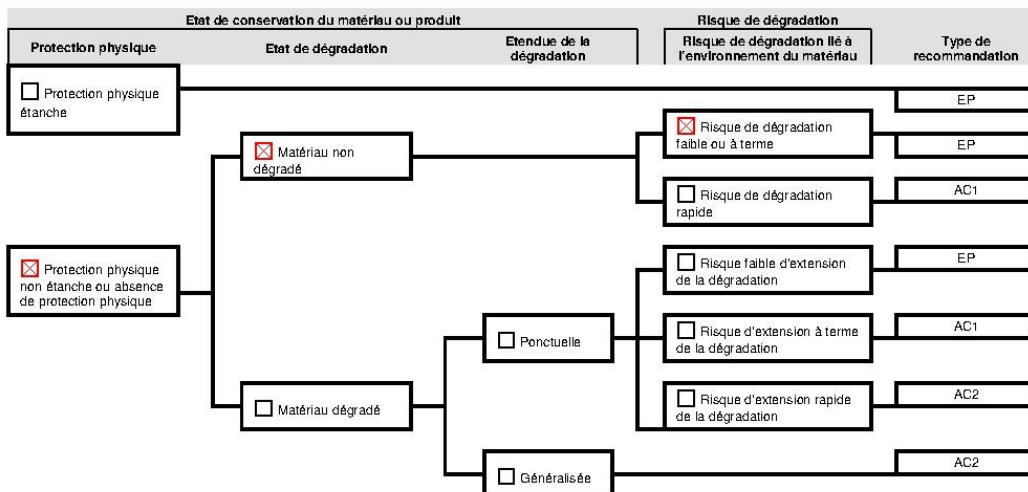 Etat de conservation du matériau ou produit
Risque de dégradation
Protection physique
Etat de dégradation
Etendue de la
dégradation
Risque de dégradation lié à
l'environnement du matériau
Type de
recommandation
Protection physique
étanche
EP
Matériau non
dégradé
Risque de dégradation
faible ou à terme
EP
Risque de dégradation
rapide
AC1
Protection physique
non étanche ou absence
de protection physique
Risque faible d'extension
de la dégradation
EP
Ponctuelle
Risque d'extension à terme
de la dégradation
AC1
Matériau dégradé
Risque d'extension rapide
de la dégradation
AC2
Généralisée
AC2